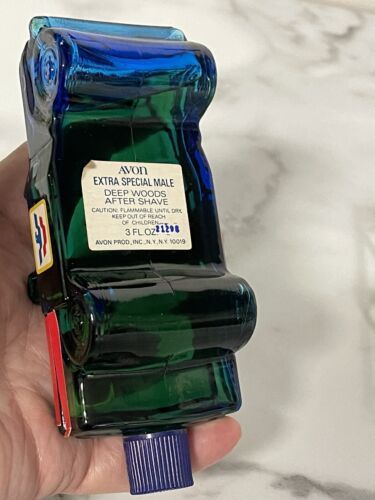 AVON
EXTRA SPECIAL MALE
DEEP WOODS
AFTER SHAVE
CAUTION: FLAMMABLE UNTIL DRY.
KEEP OUT OF REACH
OF CHILDREN
3 FL.OZ. 21298
AVON PROD., INC., N.Y., N.Y. 10019